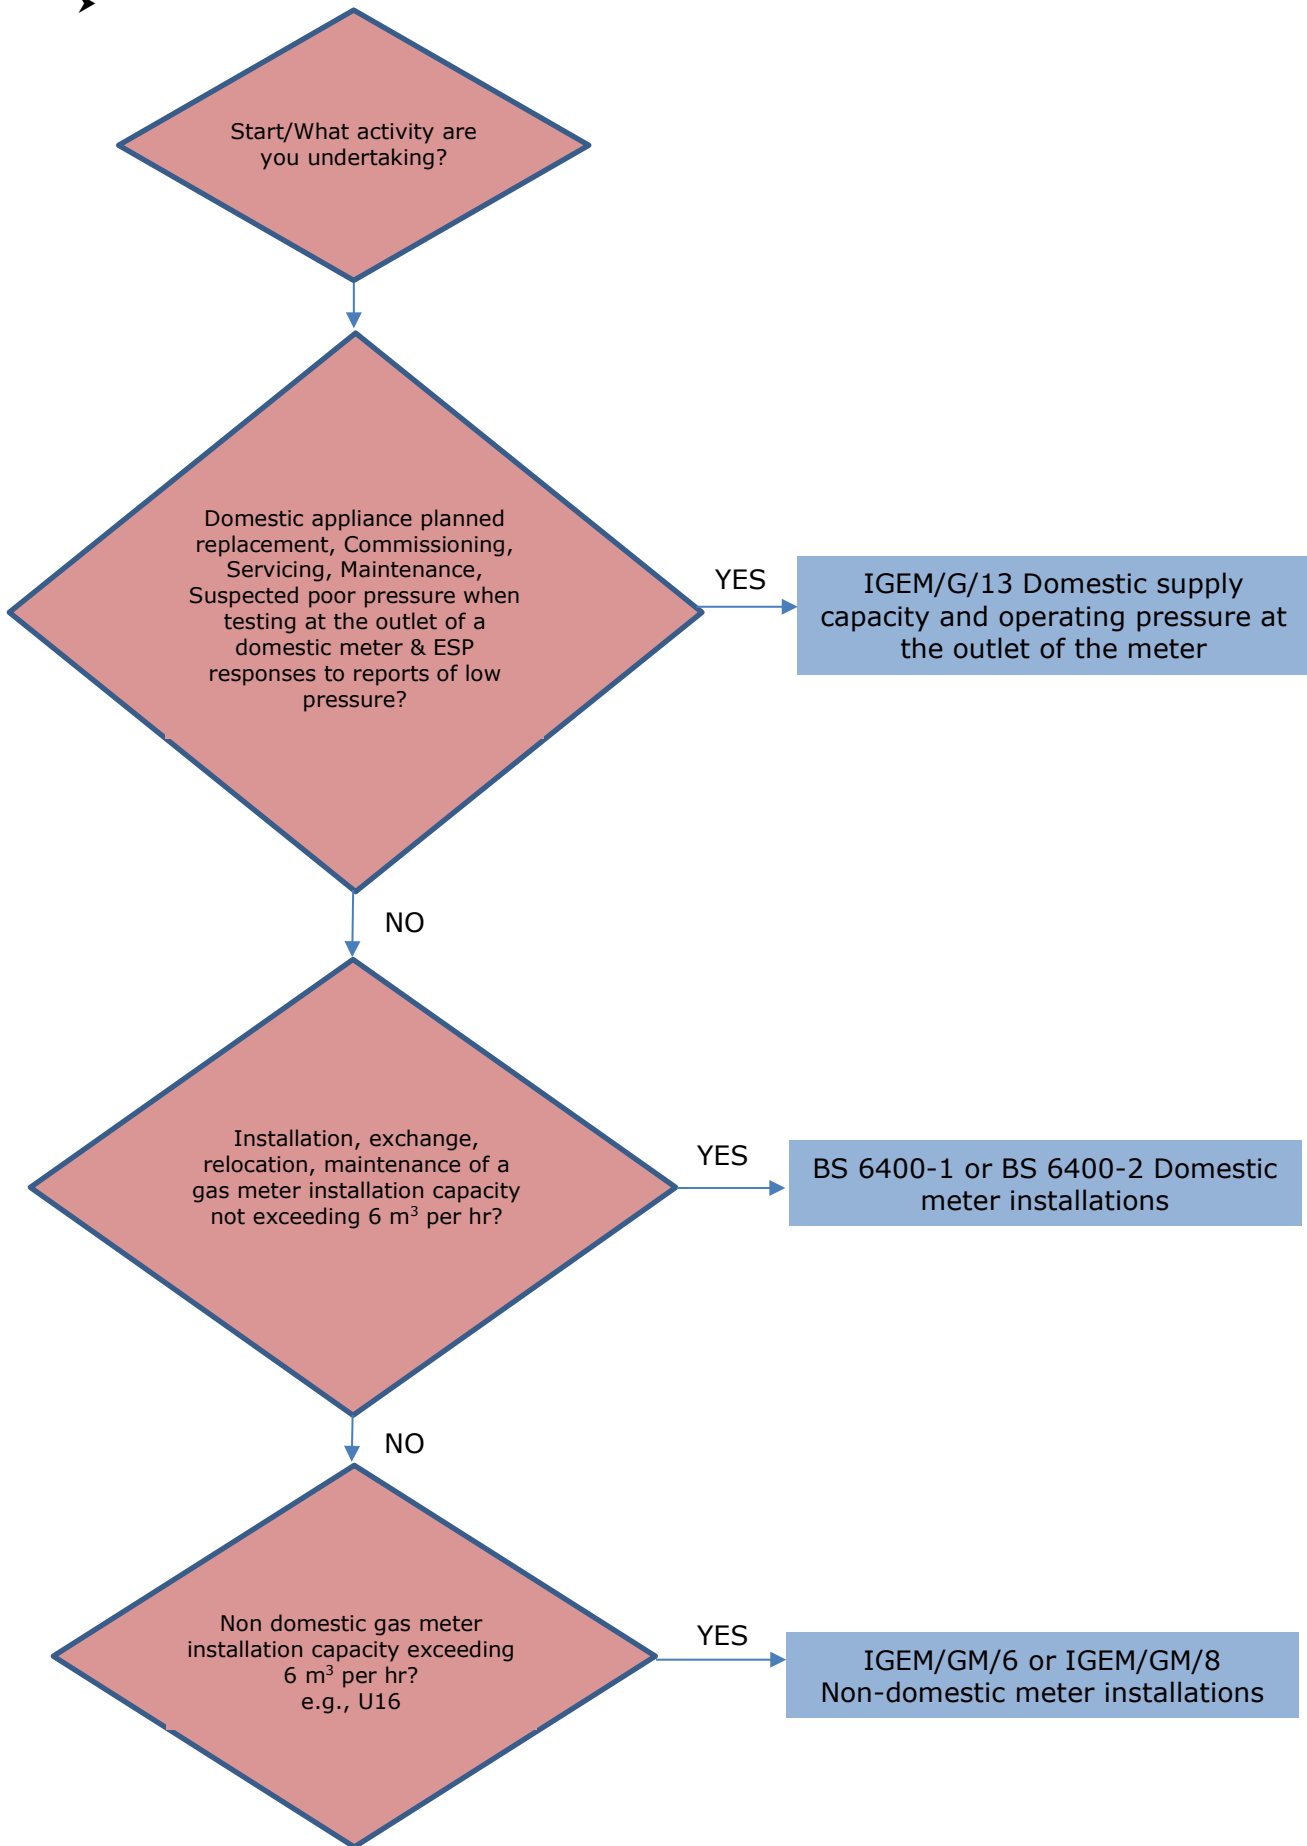 Start/What activity are
you undertaking?
Domestic appliance planned
replacement, Commissioning,
Servicing, Maintenance,
Suspected poor pressure when
testing at the outlet of a
domestic meter & ESP
responses to reports of low
pressure?
YES
IGEM/G/13 Domestic supply
capacity and operating pressure at
the outlet of the meter
NO
Installation, exchange,
relocation, maintenance of a
gas meter installation capacity
not exceeding 6 m³ per hr?
YES
BS 6400-1 or BS 6400-2 Domestic
meter installations
NO
Non domestic gas meter
installation capacity exceeding
6 m³ per hr?
e.g., U16
YES
IGEM/GM/6 or IGEM/GM/8
Non-domestic meter installations